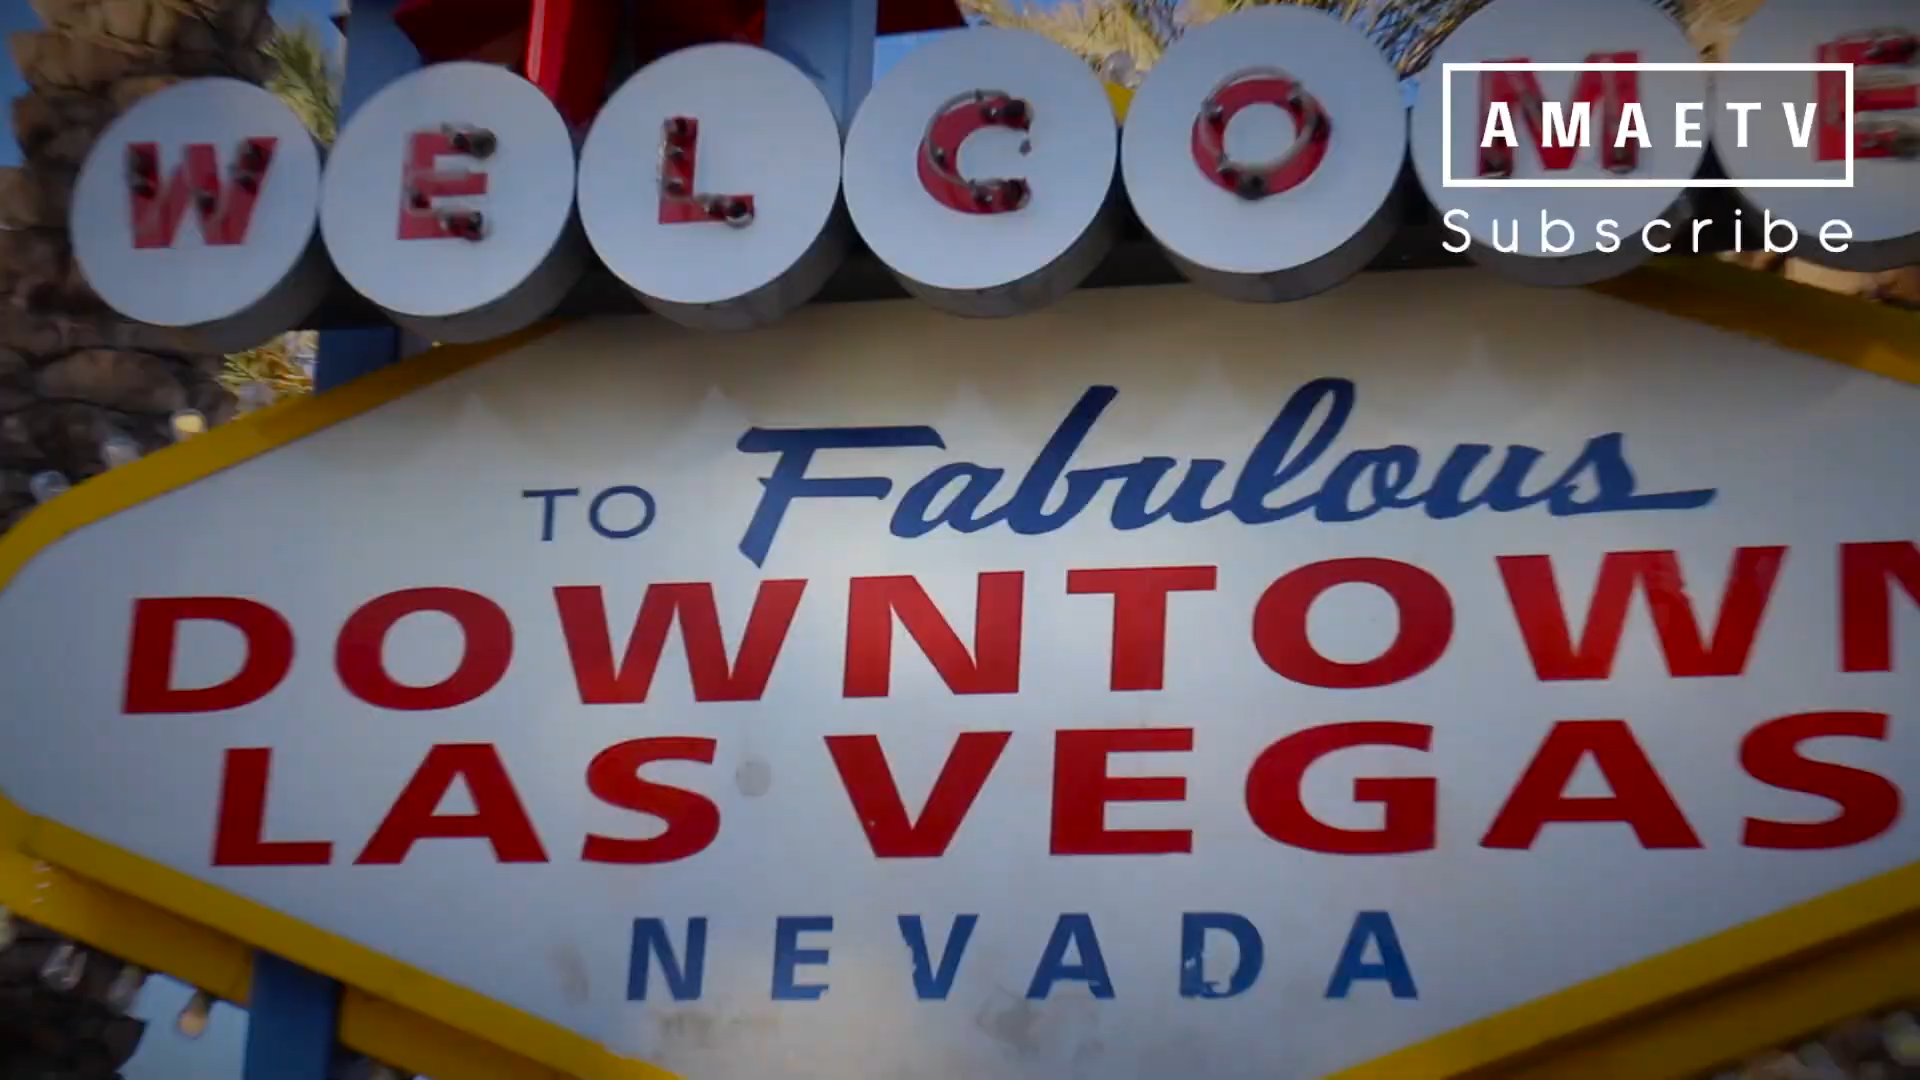 WELCOME
AMAETV
Subscribe
TO Fabulous
DOWNTOWN
LAS VEGAS
NEVADA